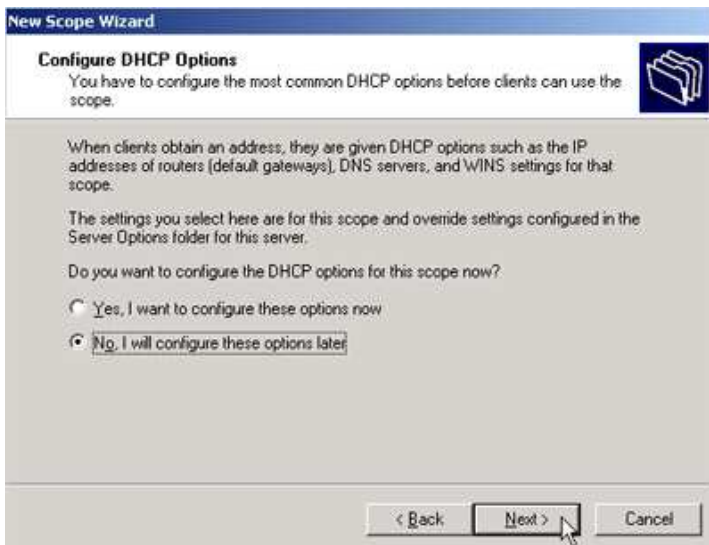 New Scope Wizard
Configure DHCP Options
You have to configure the most common DHCP options before clients can use the
scope.
When clients obtain an address, they are given DHCP options such as the IP
addresses of routers (default gateways), DNS servers, and WINS settings for that
scope.
The settings you select here are for this scope and override settings configured in the
Server Options folder for this server.
Do you want to configure the DHCP options for this scope now?
Yes, I want to configure these options now
No, I will configure these options later
< Back
Next >
Cancel